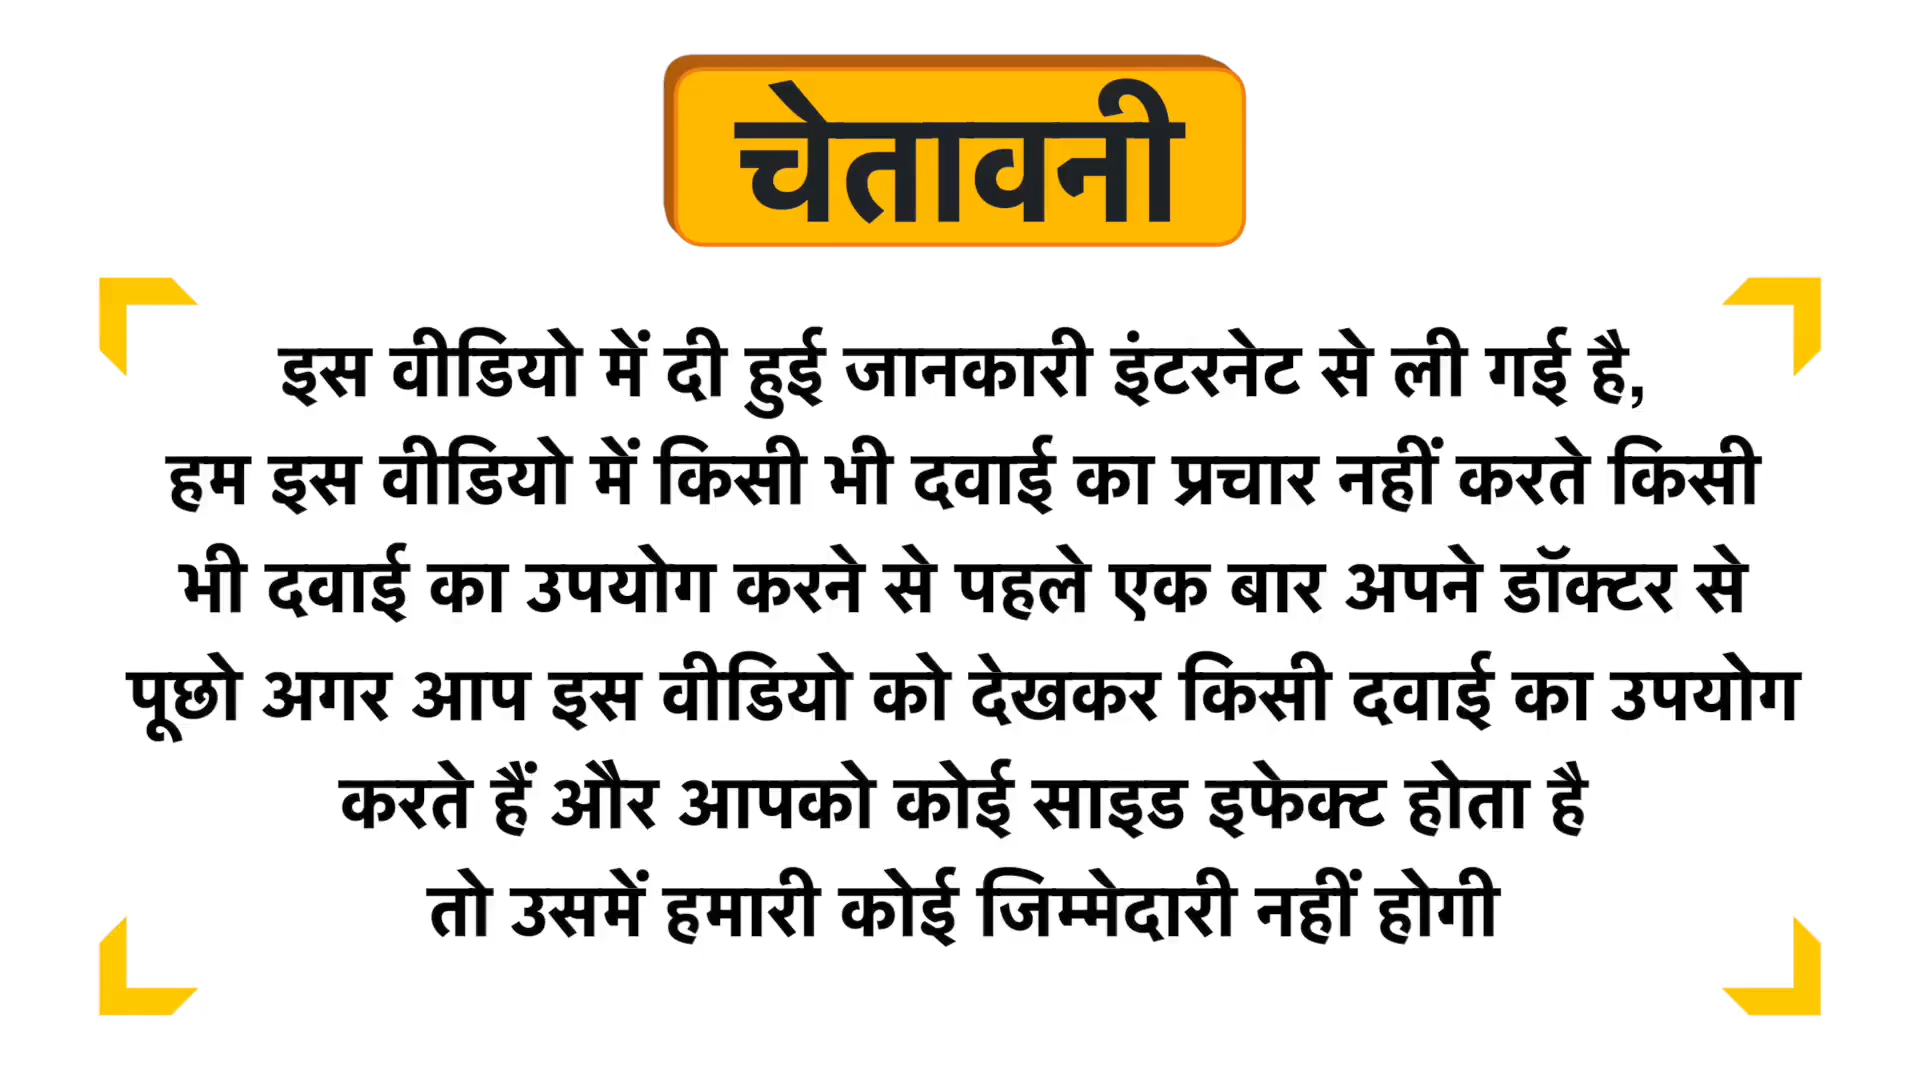 चेतावनी
इस वीडियो में दी हुई जानकारी इंटरनेट से ली गई है,
हम इस वीडियो में किसी भी दवाई का प्रचार नहीं करते किसी
भी दवाई का उपयोग करने से पहले एक बार अपने डॉक्टर से
पूछो अगर आप इस वीडियो को देखकर किसी दवाई का उपयोग
करते हैं और आपको कोई साइड इफेक्ट होता है
तो उसमें हमारी कोई जिम्मेदारी नहीं होगी